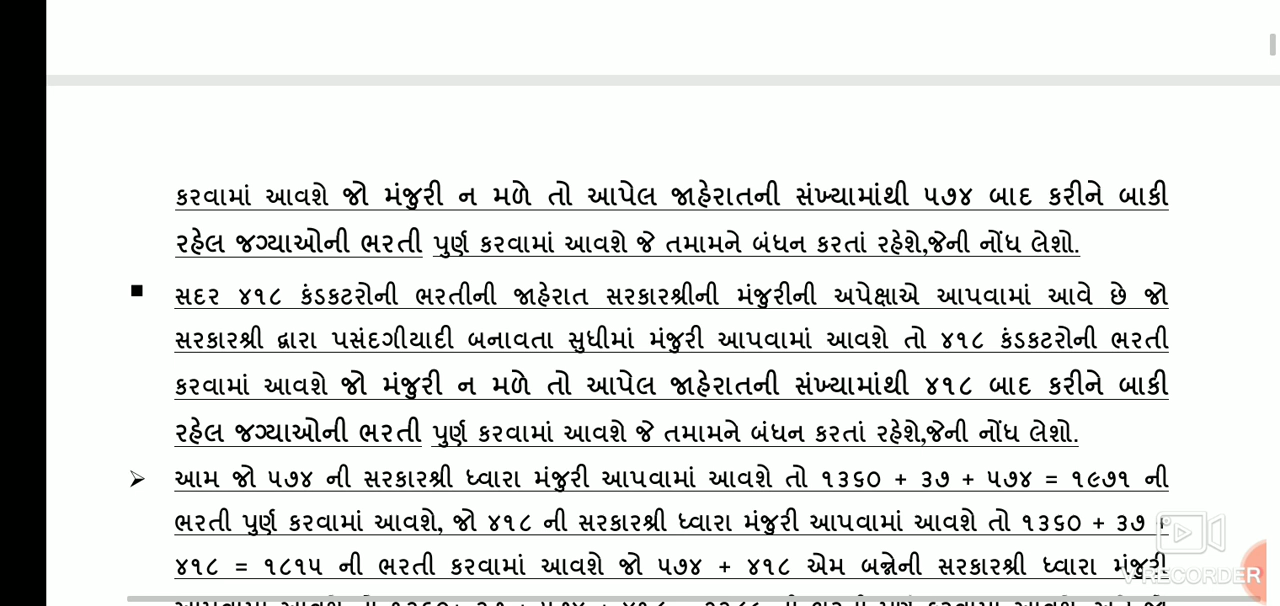 કરવામાં આવશે જો મંજુરી ન મળે તો આપેલ જાહેરાતની સંખ્યામાંથી ૫૭૪ બાદ કરીને બાકી
રહેલ જગ્યાઓની ભરતી પુર્ણ કરવામાં આવશે જે તમામને બંધન કરતાં રહેશે,જેની નોંધ લેશો.
■ સદર ૪૧૮ કંડકટરોની ભરતીની જાહેરાત સરકારશ્રીની મંજુરીની અપેક્ષાએ આપવામાં આવે છે જો
સરકારશ્રી દ્વારા પસંદગીયાદી બનાવતા સુધીમાં મંજુરી આપવામાં આવશે તો ૪૧૮ કંડકટરોની ભરતી
કરવામાં આવશે જો મંજુરી ન મળે તો આપેલ જાહેરાતની સંખ્યામાંથી ૪૧૮ બાદ કરીને બાકી
રહેલ જગ્યાઓની ભરતી પુર્ણ કરવામાં આવશે જે તમામને બંધન કરતાં રહેશે,જેની નોંધ લેશો.
➢ આમ જો ૫૭૪ ની સરકારશ્રી ધ્વારા મંજુરી આપવામાં આવશે તો ૧૩૬૦ + ૩૭ + ૫૭૪ = ૧૯૭૧ ની
ભરતી પુર્ણ કરવામાં આવશે, જો ૪૧૮ ની સરકારશ્રી ધ્વારા મંજુરી આપવામાં આવશે તો ૧૩૬૦ + ૩૭ +
૪૧૮ = ૧૮૧૫ ની ભરતી કરવામાં આવશે જો ૫૭૪ + ૪૧૮ એમ બન્નેની સરકારશ્રી ધ્વારા મંજુરી
V RECORDER